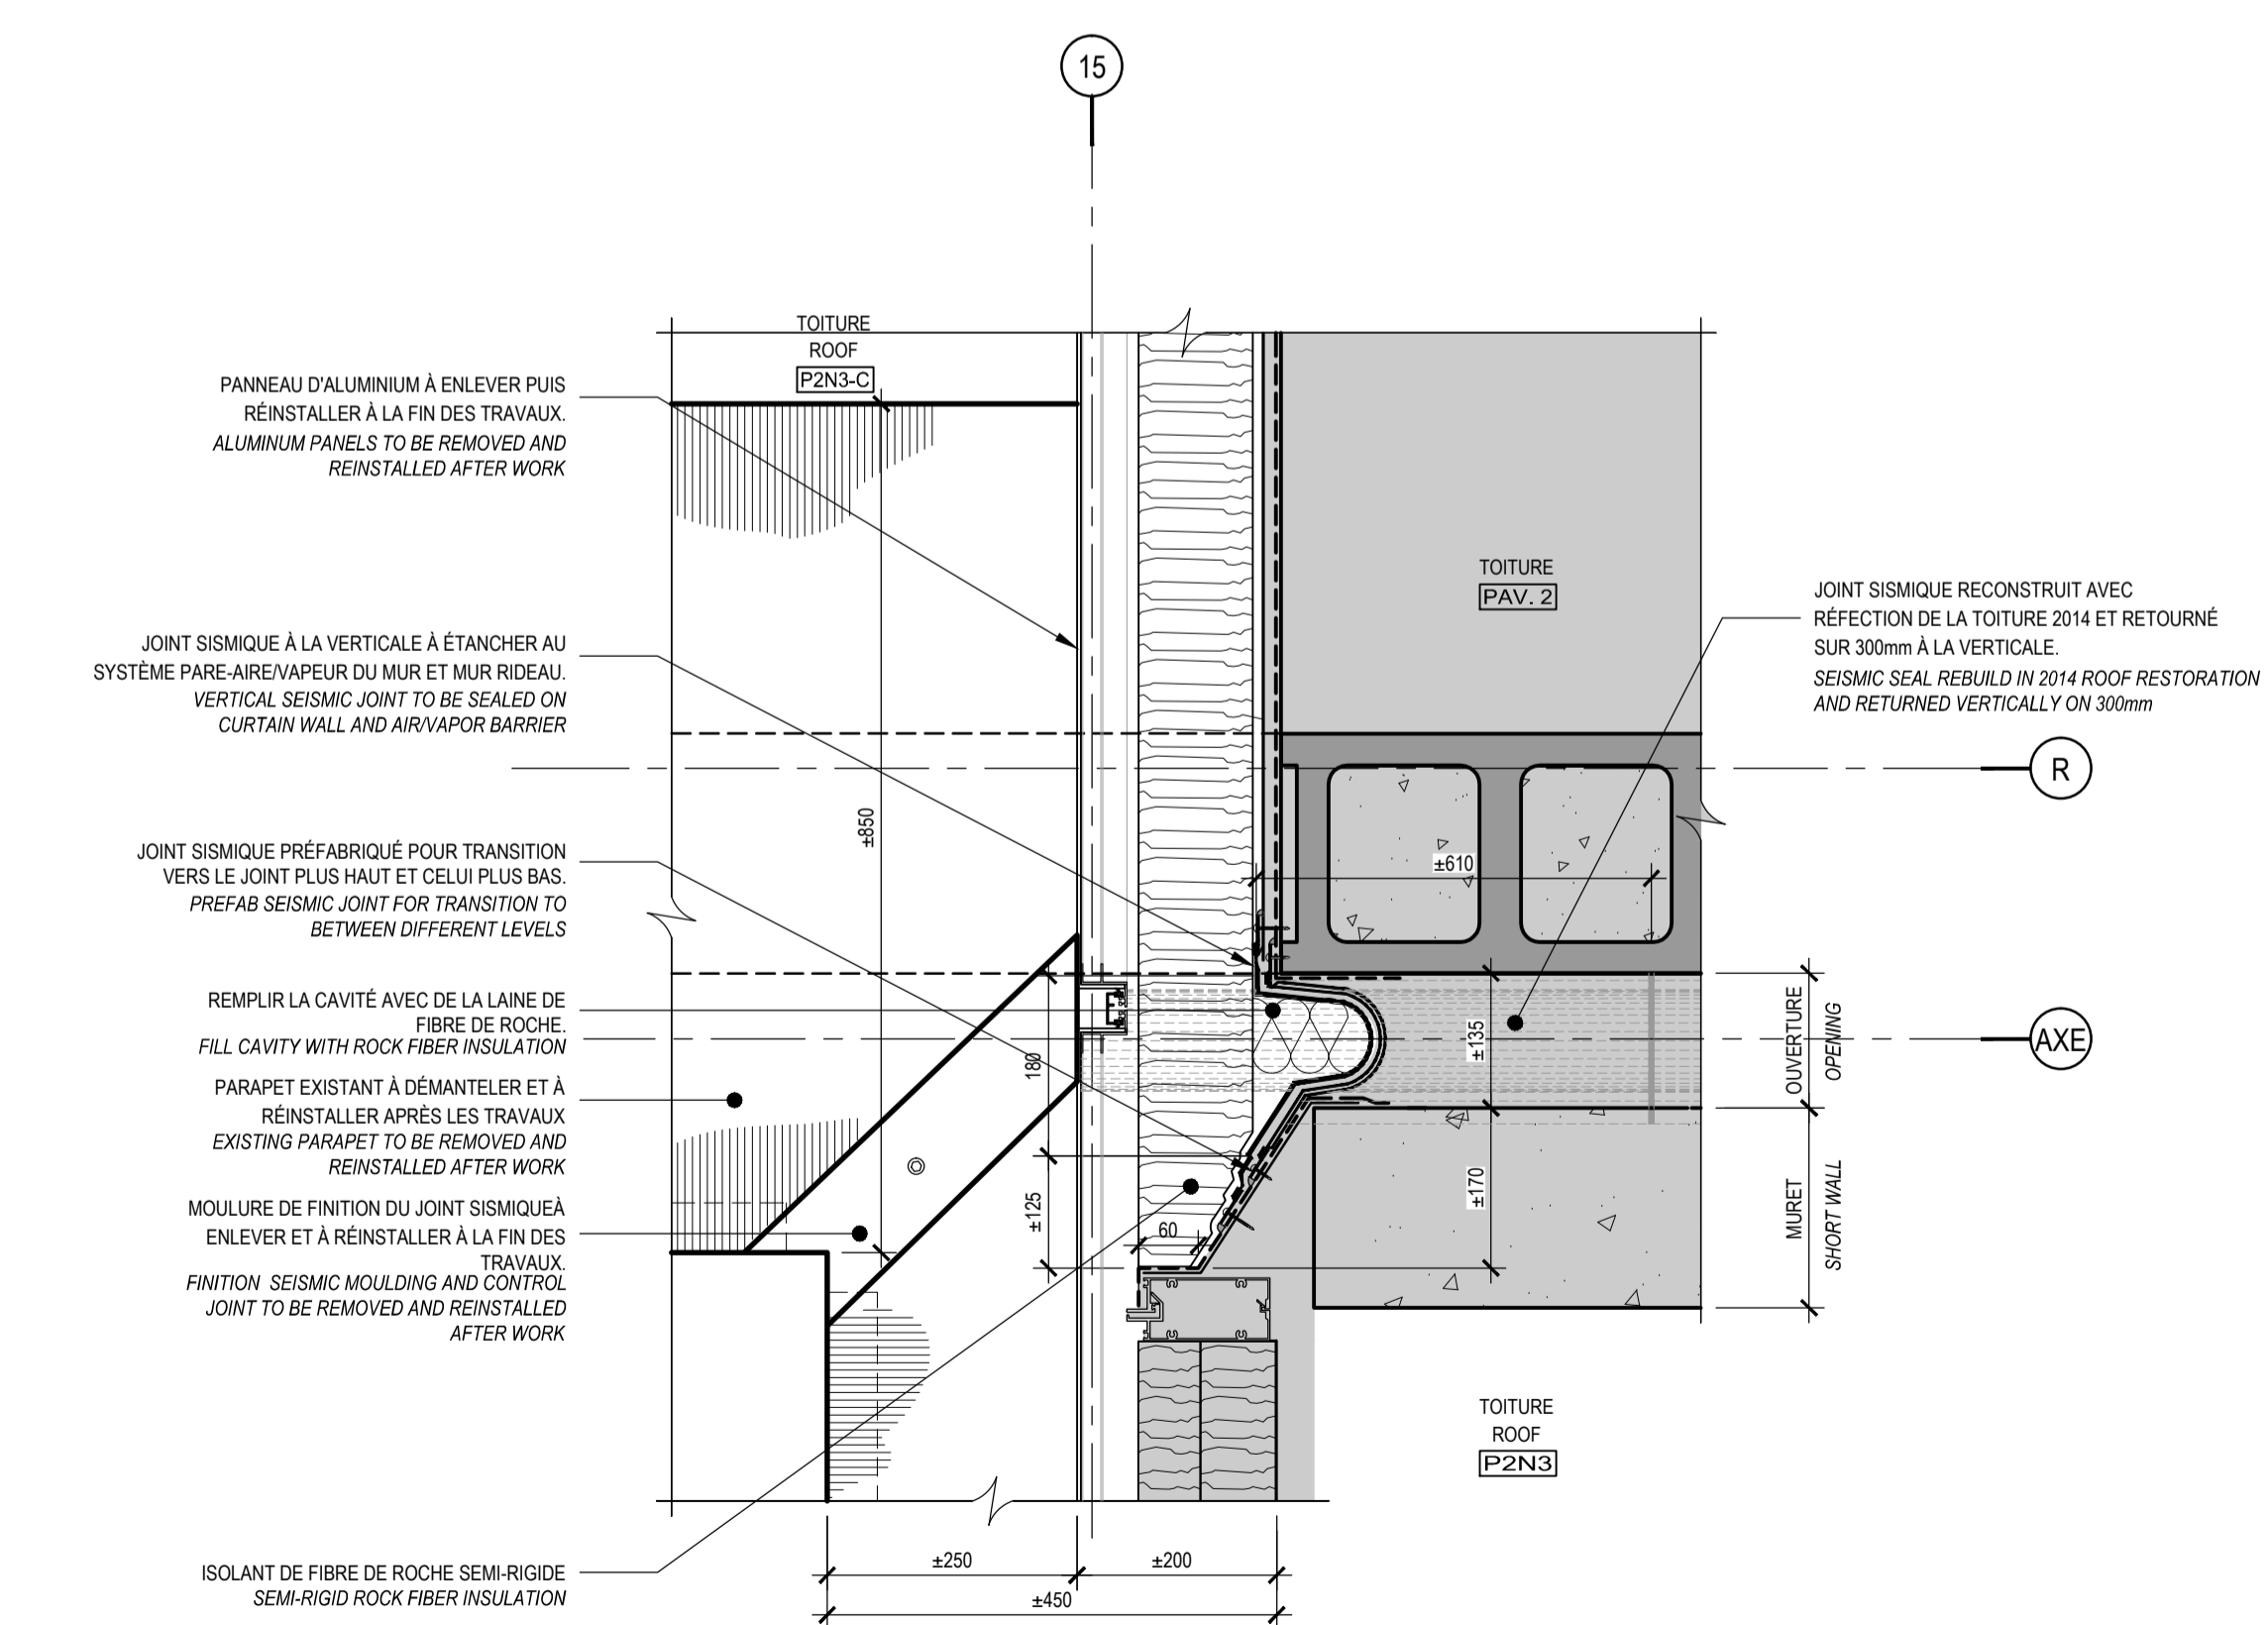 15
TOITURE
ROOF
P2N3-C
PANNEAU D'ALUMINIUM À ENLEVER PUIS
RÉINSTALLER À LA FIN DES TRAVAUX.
ALUMINUM PANELS TO BE REMOVED AND
REINSTALLED AFTER WORK
JOINT SISMIQUE À LA VERTICALE À ÉTANCHER AU
SYSTÈME PARE-AIRE/VAPEUR DU MUR ET MUR RIDEAU.
VERTICAL SEISMIC JOINT TO BE SEALED ON
CURTAIN WALL AND AIR/VAPOR BARRIER
JOINT SISMIQUE PRÉFABRIQUÉ POUR TRANSITION
VERS LE JOINT PLUS HAUT ET CELUI PLUS BAS.
PREFAB SEISMIC JOINT FOR TRANSITION TO
BETWEEN DIFFERENT LEVELS
REMPLIR LA CAVITÉ AVEC DE LA LAINE DE
FIBRE DE ROCHE.
FILL CAVITY WITH ROCK FIBER INSULATION
PARAPET EXISTANT À DÉMANTELER ET À
RÉINSTALLER APRÈS LES TRAVAUX
EXISTING PARAPET TO BE REMOVED AND
REINSTALLED AFTER WORK
MOULURE DE FINITION DU JOINT SISMIQUEÀ
ENLEVER ET À RÉINSTALLER À LA FIN DES
TRAVAUX.
FINITION SEISMIC MOULDING AND CONTROL
JOINT TO BE REMOVED AND REINSTALLED
AFTER WORK
ISOLANT DE FIBRE DE ROCHE SEMI-RIGIDE
SEMI-RIGID ROCK FIBER INSULATION
±850
180
±125
60
±250
±200
±450
TOITURE
PAV. 2
±610
±135
±170
JOINT SISMIQUE RECONSTRUIT AVEC
RÉFECTION DE LA TOITURE 2014 ET RETOURNÉ
SUR 300mm À LA VERTICALE.
SEISMIC SEAL REBUILD IN 2014 ROOF RESTORATION
AND RETURNED VERTICALLY ON 300mm
R
AXE
OUVERTURE
OPENING
MURET
SHORT WALL
TOITURE
ROOF
P2N3